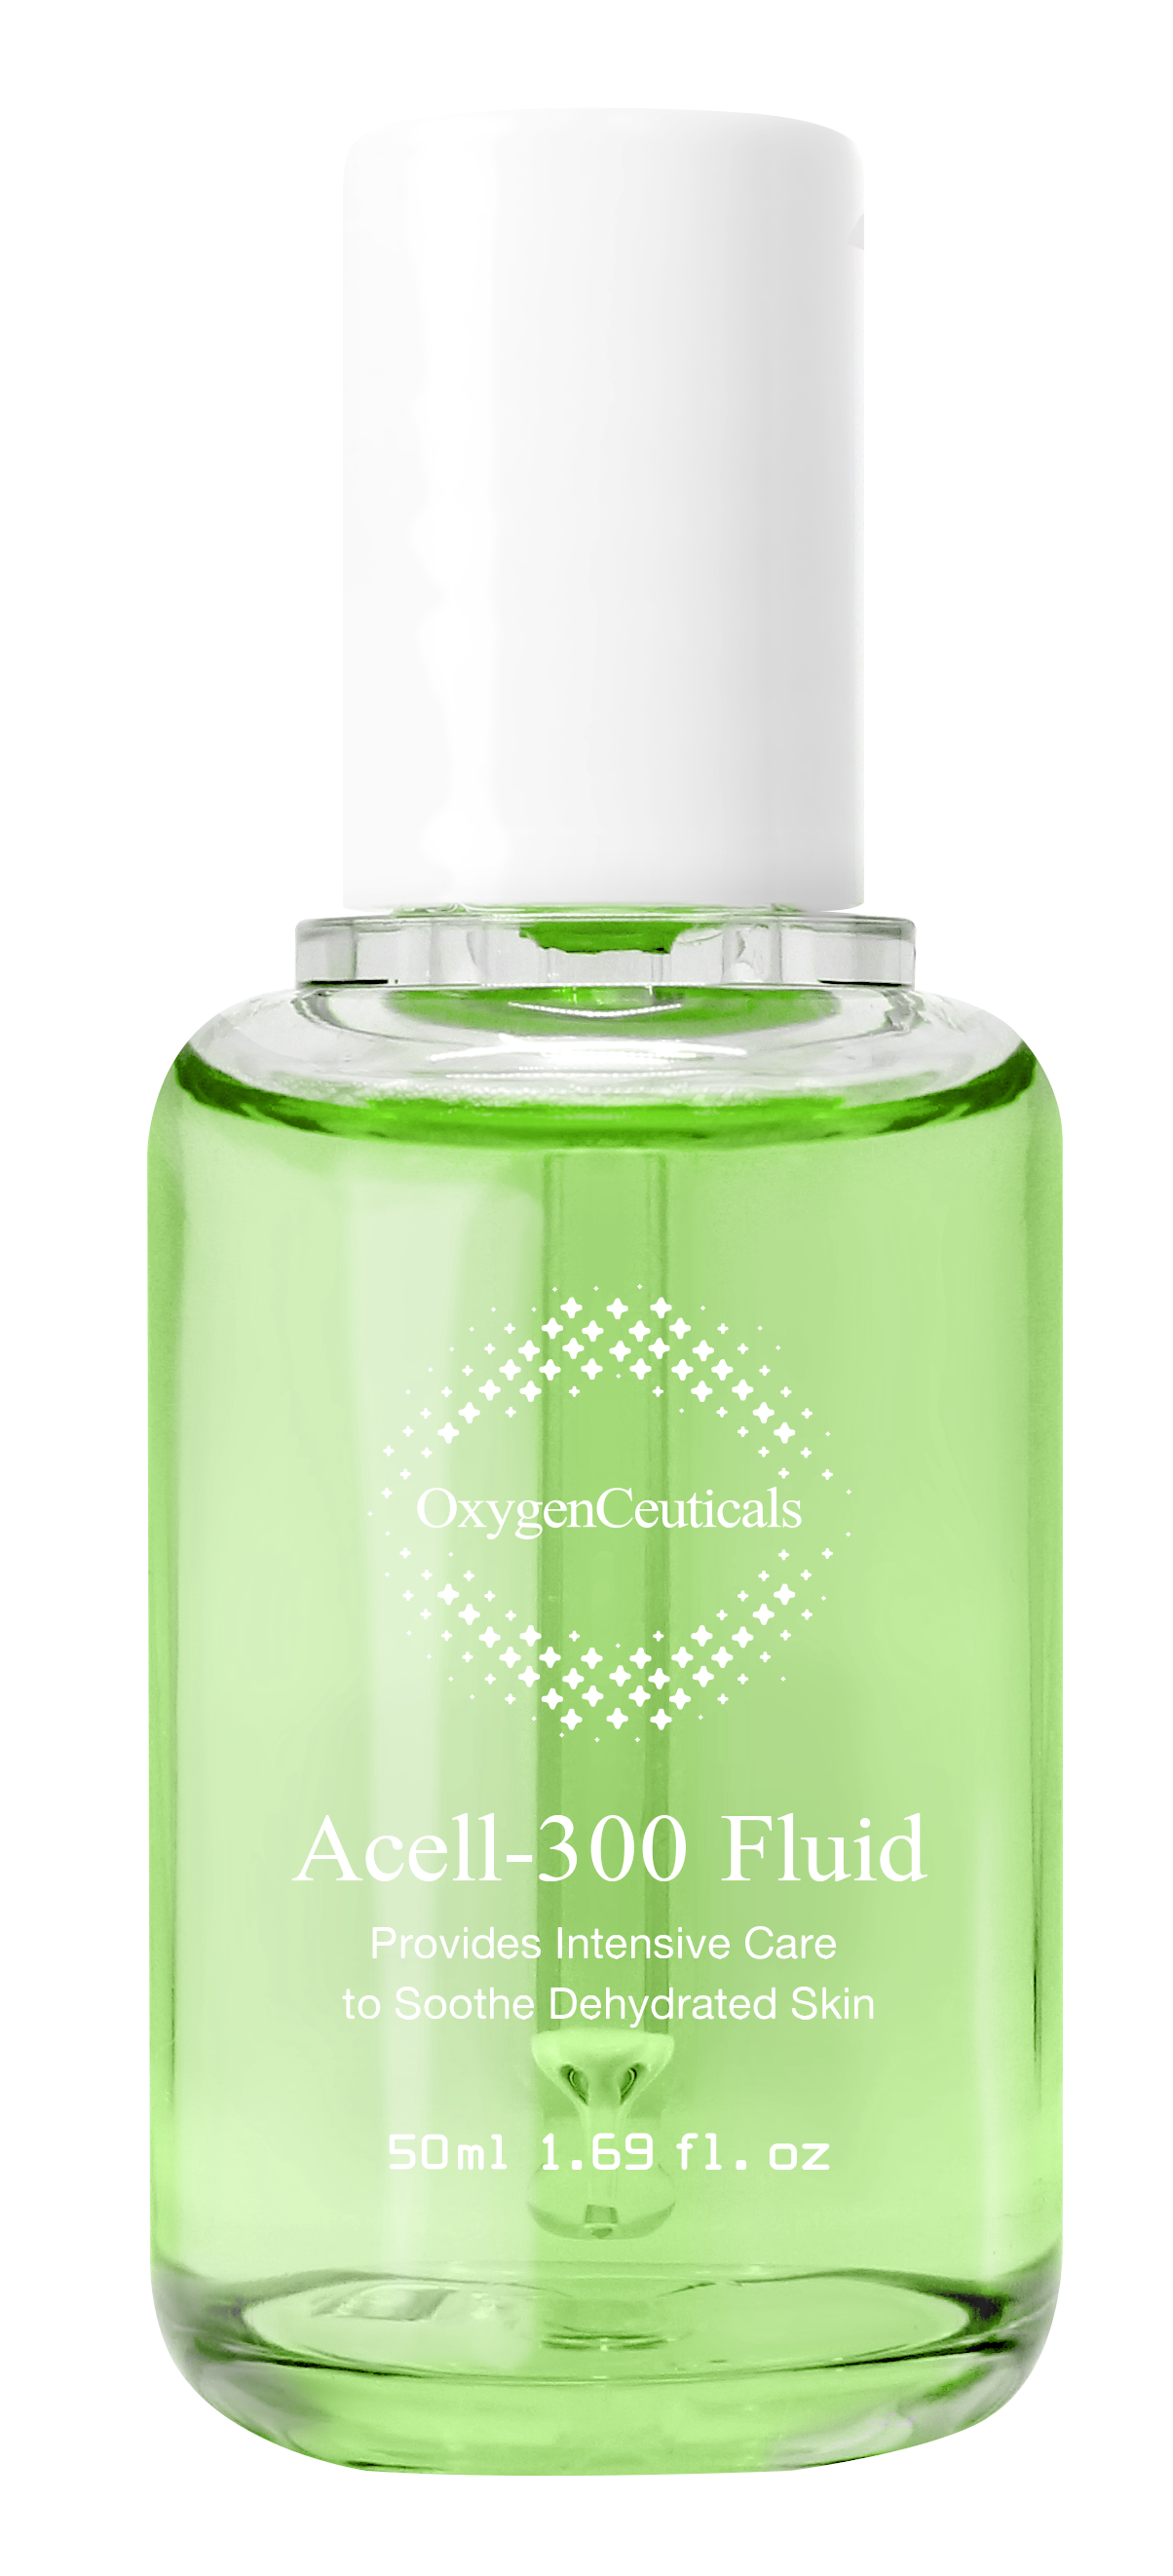 OxygenCeuticals
Acell-300 Fluid
Provides Intensive Care
to Soothe Dehydrated Skin
50ml 1.69 fl. oz